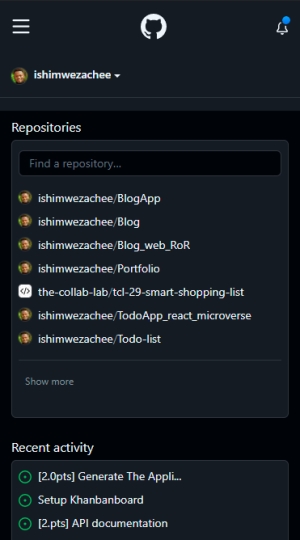 ishimwezachee
Repositories
Find a repository...
ishimwezachee/BlogApp
ishimwezachee/Blog
ishimwezachee/Blog_web_RoR
ishimwezachee/Portfolio
the-collab-lab/tcl-29-smart-shopping-list
ishimwezachee/TodoApp_react_microverse
ishimwezachee/Todo-list
Show more
Recent activity
[2.0pts] Generate The Appli...
Setup Khanbanboard
[2.pts] API documentation